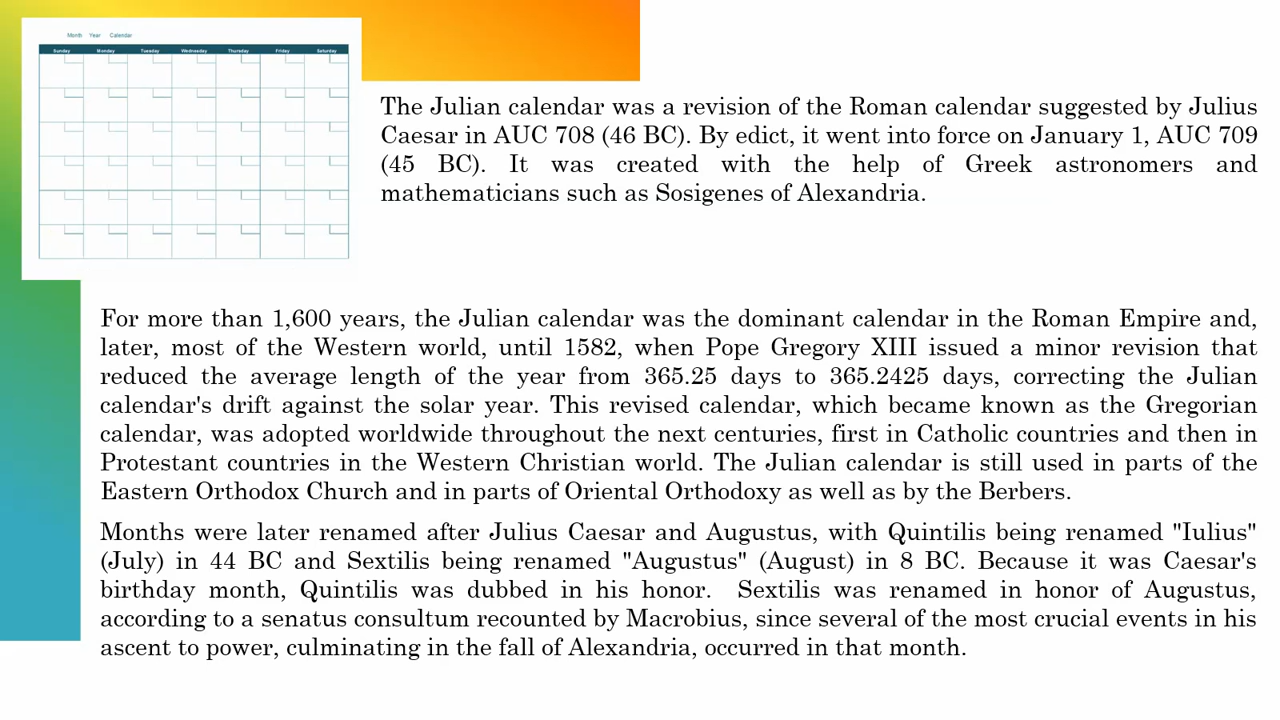 Month Year Calendar
Sunday Monday Tuesday Wednesday Thursday Friday Saturday
The Julian calendar was a revision of the Roman calendar suggested by Julius
Caesar in AUC 708 (46 BC). By edict, it went into force on January 1, AUC 709
(45 BC). It was created with the help of Greek astronomers and
mathematicians such as Sosigenes of Alexandria.
For more than 1,600 years, the Julian calendar was the dominant calendar in the Roman Empire and,
later, most of the Western world, until 1582, when Pope Gregory XIII issued a minor revision that
reduced the average length of the year from 365.25 days to 365.2425 days, correcting the Julian
calendar's drift against the solar year. This revised calendar, which became known as the Gregorian
calendar, was adopted worldwide throughout the next centuries, first in Catholic countries and then in
Protestant countries in the Western Christian world. The Julian calendar is still used in parts of the
Eastern Orthodox Church and in parts of Oriental Orthodoxy as well as by the Berbers.
Months were later renamed after Julius Caesar and Augustus, with Quintilis being renamed "Iulius"
(July) in 44 BC and Sextilis being renamed "Augustus" (August) in 8 BC. Because it was Caesar's
birthday month, Quintilis was dubbed in his honor.  Sextilis was renamed in honor of Augustus,
according to a senatus consultum recounted by Macrobius, since several of the most crucial events in his
ascent to power, culminating in the fall of Alexandria, occurred in that month.